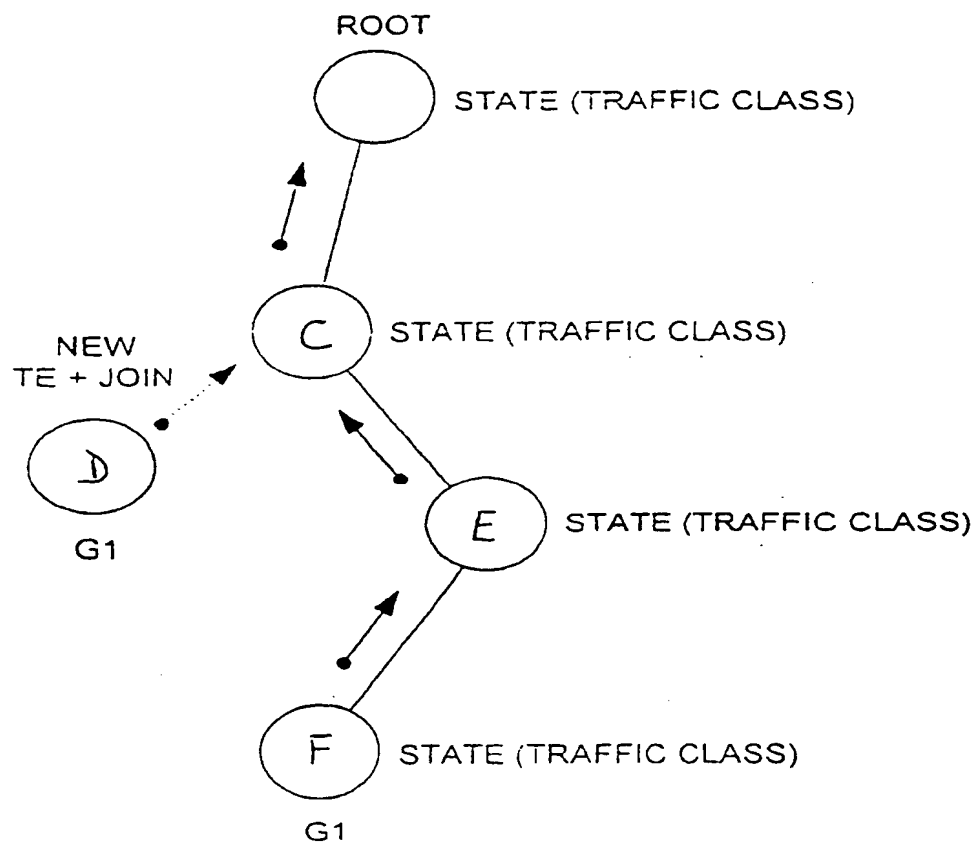 ROOT
STATE (TRAFFIC CLASS)
C
STATE (TRAFFIC CLASS)
NEW
TE + JOIN
D
G1
E
STATE (TRAFFIC CLASS)
F
STATE (TRAFFIC CLASS)
G1